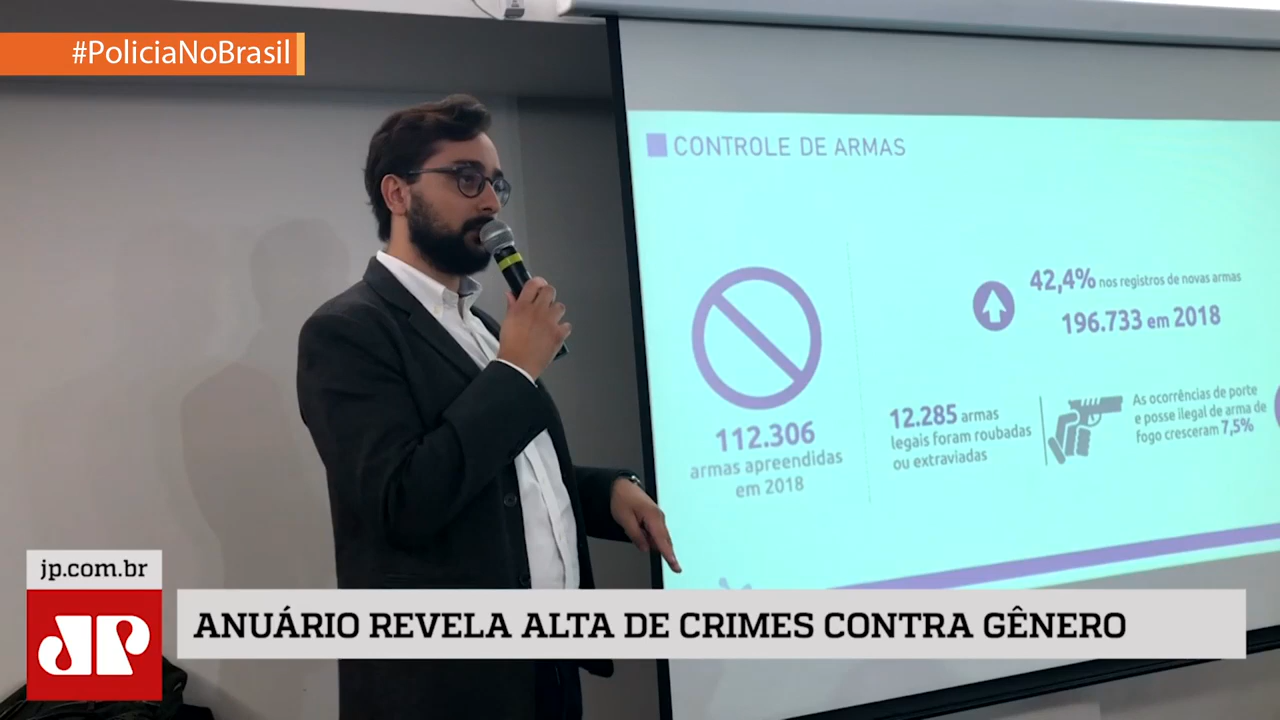 #PoliciaNoBrasil
CONTROLE DE ARMAS
42,4% nos registros de novas armas
196.733 em 2018
112.306
armas apreendidas
em 2018
12.285 armas
legais foram roubadas
ou extraviadas
As ocorrências de porte
e posse ilegal de arma de
fogo cresceram 7,5%
jp.com.br
JP
ANUÁRIO REVELA ALTA DE CRIMES CONTRA GÊNERO